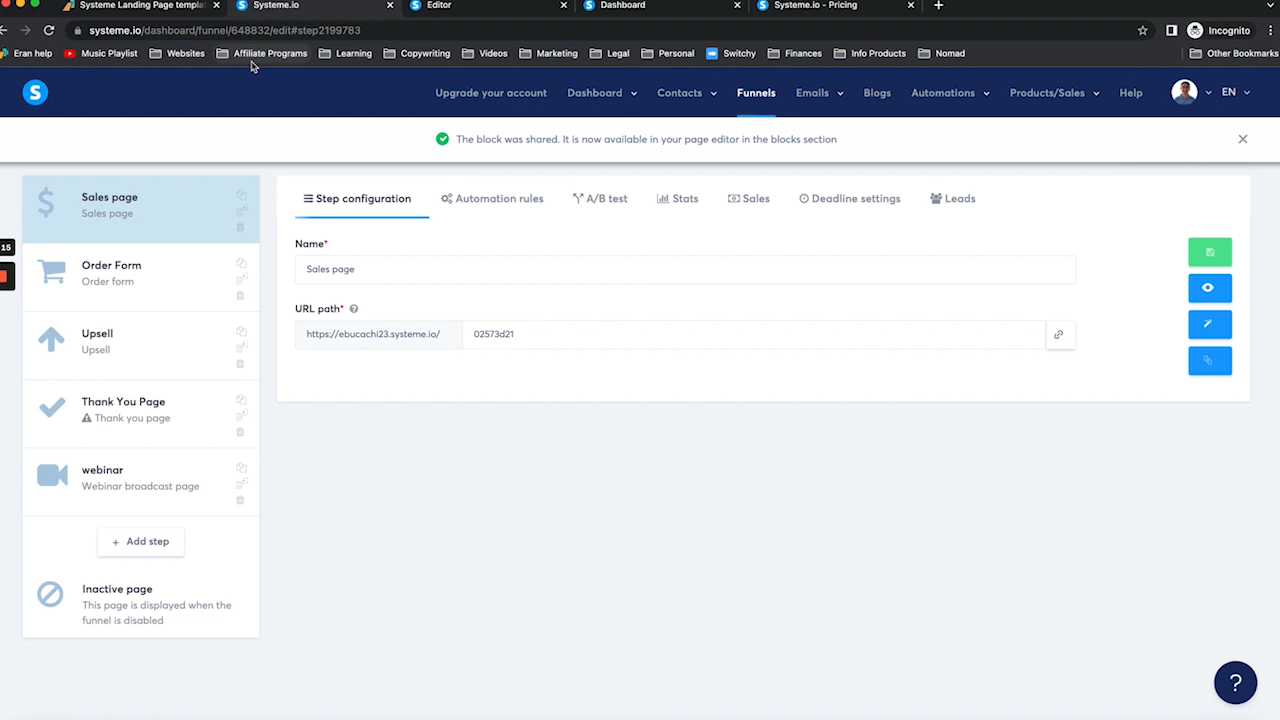 Systeme Landing Page templat
Systeme.io
Editor
Dashboard
Systeme.io - Pricing
systeme.io/dashboard/funnel/648832/edit#step2199783
Incognito
Eran help
Music Playlist
Websites
Affiliate Programs
Learning
Copywriting
Video
Marketing
Legal
Personal
Switchy
Finances
Info Products
Nomad
Other Bookmarks
S
Upgrade your account
Dashboard
Contacts
Funnels
Emails
Blogs
Automations
Products/Sales
Help
EN
The block was shared. It is now available in your page editor in the blocks section
Sales page
Sales page
Order Form
Order form
Upsell
Upsell
Thank You Page
Thank you page
webinar
Webinar broadcast page
+ Add step
Inactive page
This page is displayed when the
funnel is disabled
15
Step configuration
Automation rules
A/B test
Stats
Sales
Deadline settings
Leads
Name*
Sales page
URL path* ?
https://ebucachi23.systeme.io/
02573d21
?